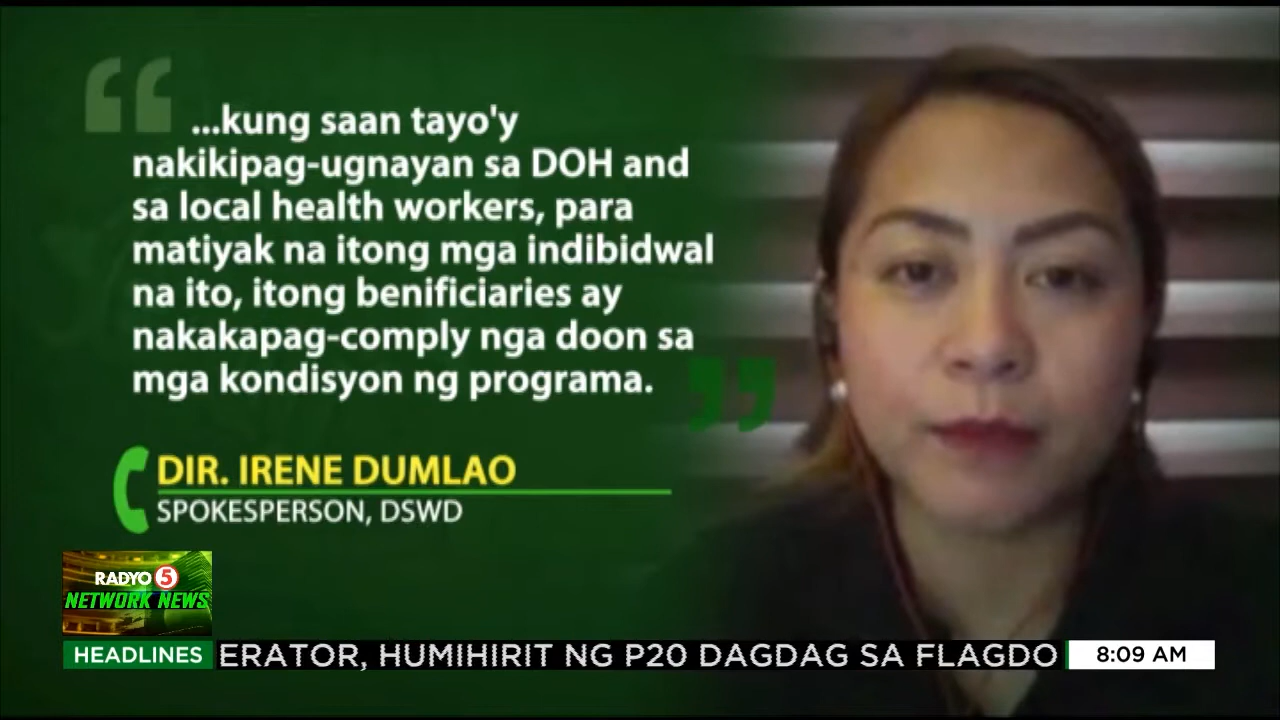 ...kung saan tayo'y
nakikipag-ugnayan sa DOH and
sa local health workers, para
matiyak na itong mga indibidwal
na ito, itong benificiaries ay
nakakapag-comply nga doon sa
mga kondisyon ng programa.
DIR. IRENE DUMLAO
SPOKESPERSON, DSWD
RADYO 5
NETWORK NEWS
HEADLINES ERATOR, HUMIHIRIT NG P20 DAGDAG SA FLAGDO 8:09 AM